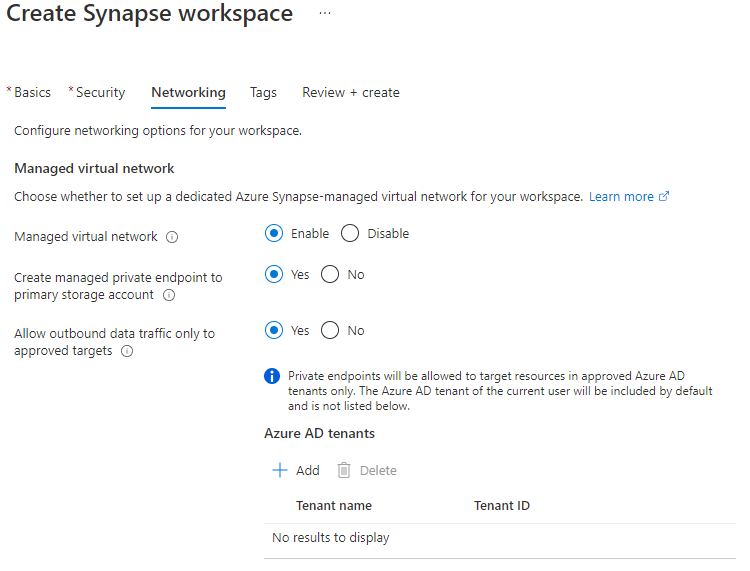 Create Synapse workspace ...
* Basics * Security Networking Tags Review + create
Configure networking options for your workspace.
Managed virtual network
Choose whether to set up a dedicated Azure Synapse-managed virtual network for your workspace. Learn more
Managed virtual network Enable Disable
Create managed private endpoint to
primary storage account
Yes No
Allow outbound data traffic only to
approved targets
Yes No
Private endpoints will be allowed to target resources in approved Azure AD
tenants only. The Azure AD tenant of the current user will be included by default
and is not listed below.
Azure AD tenants
+ Add Delete
Tenant name Tenant ID
No results to display